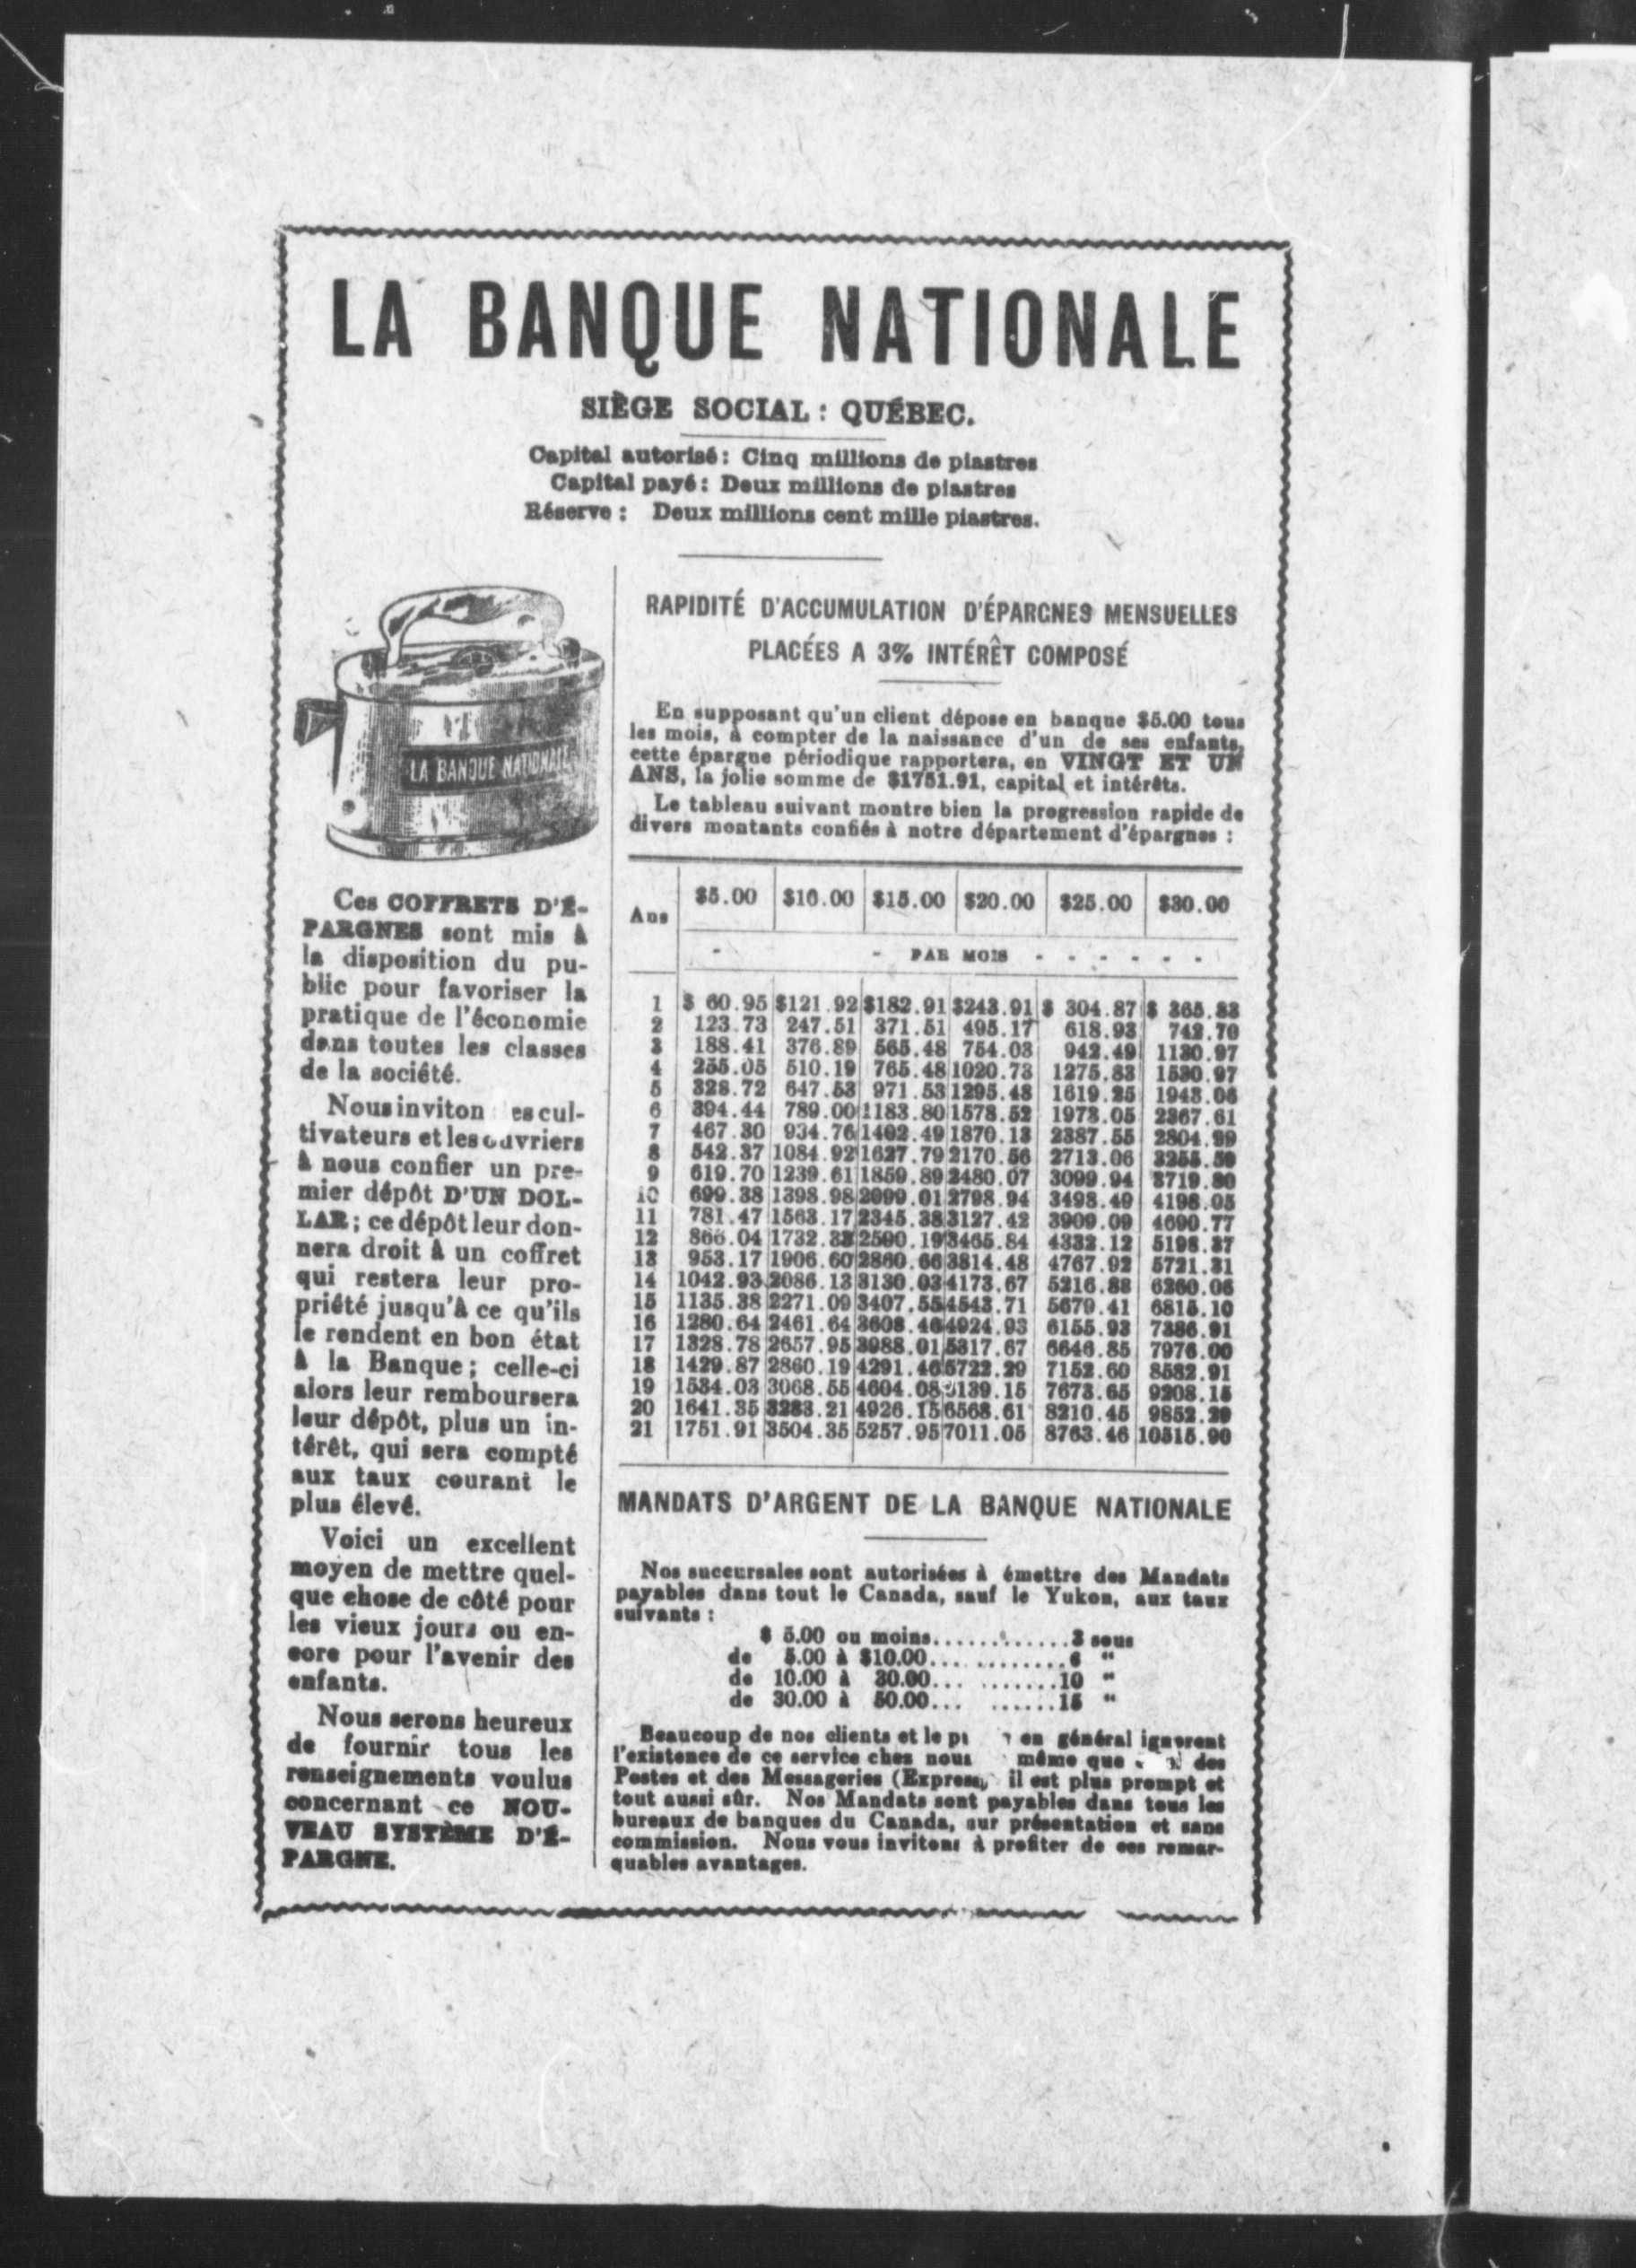 LA BANQUE NATIONALE
SIÈGE SOCIAL : QUÉBEC.
Capital autorisé : Cinq millions de piastres
Capital payé : Deux millions de piastres
Réserve : Deux millions cent mille piastres.
LA BANQUE NATIONALE
Ces COFFRETS D'É-
PARGNES sont mis à
la disposition du pu-
blic pour favoriser la
pratique de l'économie
dans toutes les classes
de la société.
Nous inviton es cul-
tivateurs et les ouvriers
à nous confier un pre-
mier dépôt D'UN DOL-
LAR ; ce dépôt leur don-
nera droit à un coffret
qui restera leur pro-
priété jusqu'à ce qu'ils
le rendent en bon état
à la Banque ; celle-ci
alors leur remboursera
leur dépôt, plus un in-
térêt, qui sera compté
aux taux courant le
plus élevé.
Voici un excellent
moyen de mettre quel-
que chose de côté pour
les vieux jours ou en-
core pour l'avenir des
enfants.
Nous serons heureux
de fournir tous les
renseignements voulus
concernant ce NOU-
VEAU SYSTÈME D'É-
PARGNE.
RAPIDITÉ D'ACCUMULATION D'ÉPARGNES MENSUELLES
PLACÉES A 3% INTÉRÊT COMPOSÉ
En supposant qu'un client dépose en banque $5.00 tous
les mois, à compter de la naissance d'un de ses enfants,
cette épargne périodique rapportera, en VINGT ET UN
ANS, la jolie somme de $1751.91, capital et intérêts.
Le tableau suivant montre bien la progression rapide de
divers montants confiés à notre département d'épargnes :
Ans $5.00 $10.00 $15.00 $20.00 $25.00 $30.00
- - PAR MOIS - - - - - -
1 $ 60.95 $121.92 $182.91 $243.91 $ 304.87 $ 365.83
2 123.73 247.51 371.51 495.17 618.93 742.70
3 188.41 376.89 565.48 754.03 942.49 1130.97
4 255.05 510.19 765.48 1020.73 1275.83 1530.97
5 328.72 647.53 971.53 1295.48 1619.25 1943.06
6 394.44 789.00 1183.80 1578.52 1973.05 2367.61
7 467.30 934.76 1402.49 1870.13 2387.55 2804.99
8 542.37 1084.92 1627.79 2170.56 2713.06 3255.59
9 619.70 1239.61 1859.89 2480.07 3099.94 3719.80
10 699.38 1398.98 2099.01 2798.94 3498.49 4198.05
11 781.47 1563.17 2345.38 3127.42 3909.09 4690.77
12 866.04 1732.33 2590.19 3465.84 4332.12 5198.37
13 953.17 1906.60 2860.66 3814.48 4767.92 5721.31
14 1042.93 2086.13 3130.03 4173.67 5216.88 6260.06
15 1135.38 2271.09 3407.55 4543.71 5679.41 6815.10
16 1280.64 2461.64 3608.46 4924.93 6155.93 7386.91
17 1328.78 2657.95 3988.01 5317.67 6646.85 7976.00
18 1429.87 2860.19 4291.46 5722.29 7152.60 8582.91
19 1534.03 3068.55 4604.08 139.15 7673.65 9208.15
20 1641.35 3283.21 4926.15 6568.61 8210.45 9852.29
21 1751.91 3504.35 5257.95 7011.05 8763.46 10515.90
MANDATS D'ARGENT DE LA BANQUE NATIONALE
Nos succursales sont autorisées à émettre des Mandats
payables dans tout le Canada, sauf le Yukon, aux taux
suivants :
$ 5.00 ou moins............3 sous
de 5.00 à $10.00............6 "
de 10.00 à 30.00..........10 "
de 30.00 à 50.00.........15 "
Beaucoup de nos clients et le en général ignorent
l'existence de ce service chez nous même que des
Postes et des Messageries (Express, il est plus prompt et
tout aussi sûr. Nos Mandats sont payables dans tous les
bureaux de banques du Canada, sur présentation et sans
commission. Nous vous invitons à profiter de ces remar-
quables avantages.